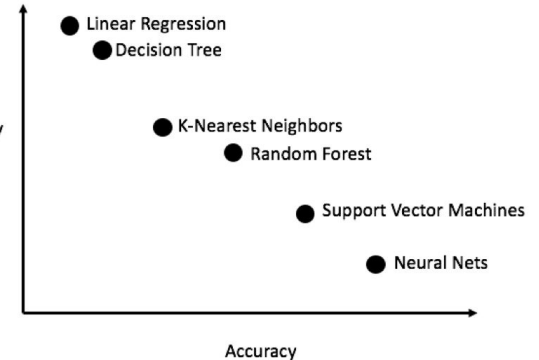 Linear Regression
Decision Tree
K-Nearest Neighbors
Random Forest
Support Vector Machines
Neural Nets
Accuracy